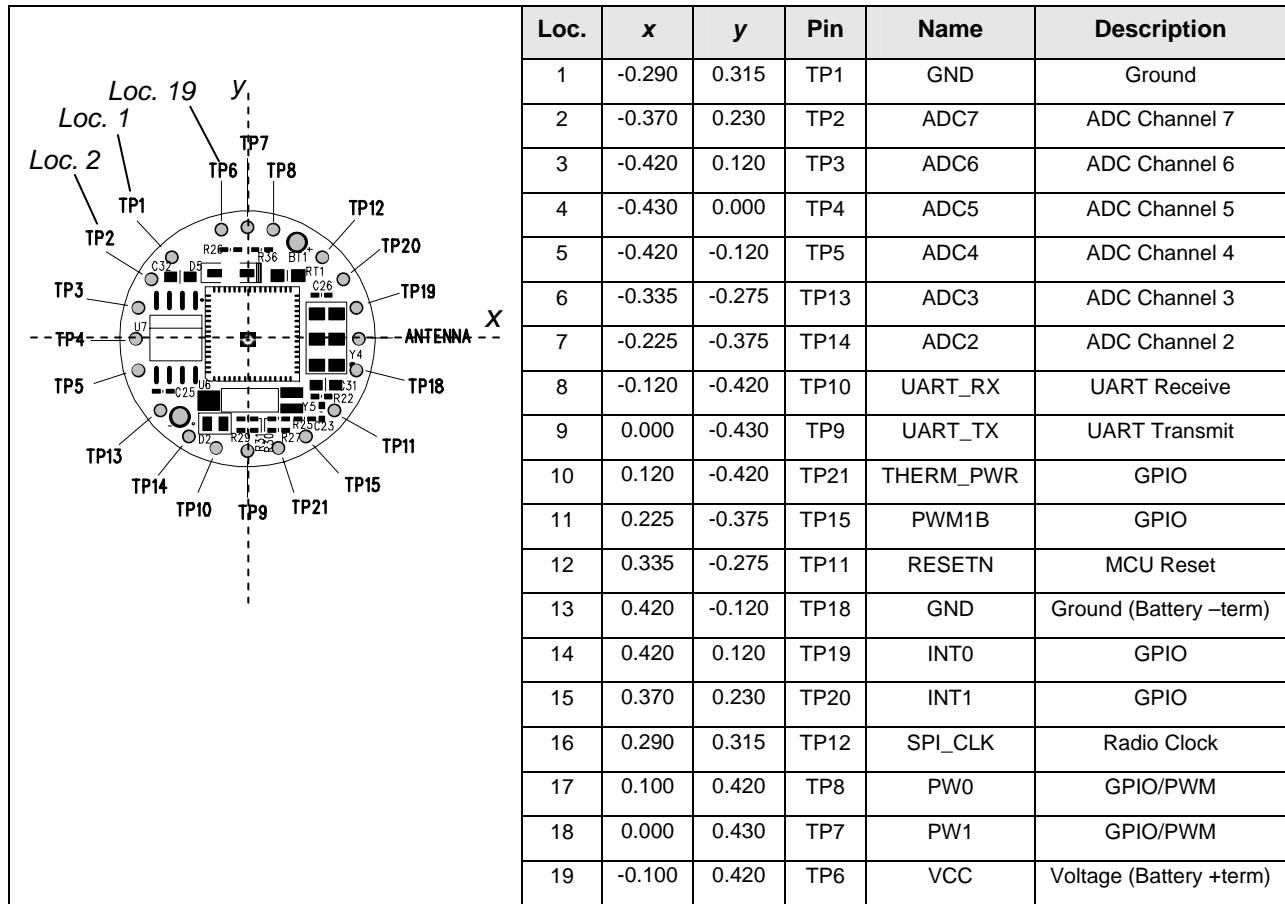 Loc. 19
y
Loc. 1
Loc. 2
TP7
TP6
TP8
TP1
TP12
TP2
TP20
R26
R36
BT1
+
C32
D5
RT1
C26
TP3
TP19
U7
x
TP4
ANTENNA
Y4
TP5
TP18
C25
U6
C31
R22
Y5
D2
R29
R31
R30
R27
R25
C23
TP13
TP11
TP14
TP15
TP10
TP9
TP21
Loc. x y Pin Name Description
1 -0.290 0.315 TP1 GND Ground
2 -0.370 0.230 TP2 ADC7 ADC Channel 7
3 -0.420 0.120 TP3 ADC6 ADC Channel 6
4 -0.430 0.000 TP4 ADC5 ADC Channel 5
5 -0.420 -0.120 TP5 ADC4 ADC Channel 4
6 -0.335 -0.275 TP13 ADC3 ADC Channel 3
7 -0.225 -0.375 TP14 ADC2 ADC Channel 2
8 -0.120 -0.420 TP10 UART_RX UART Receive
9 0.000 -0.430 TP9 UART_TX UART Transmit
10 0.120 -0.420 TP21 THERM_PWR GPIO
11 0.225 -0.375 TP15 PWM1B GPIO
12 0.335 -0.275 TP11 RESETN MCU Reset
13 0.420 -0.120 TP18 GND Ground (Battery –term)
14 0.420 0.120 TP19 INT0 GPIO
15 0.370 0.230 TP20 INT1 GPIO
16 0.290 0.315 TP12 SPI_CLK Radio Clock
17 0.100 0.420 TP8 PW0 GPIO/PWM
18 0.000 0.430 TP7 PW1 GPIO/PWM
19 -0.100 0.420 TP6 VCC Voltage (Battery +term)